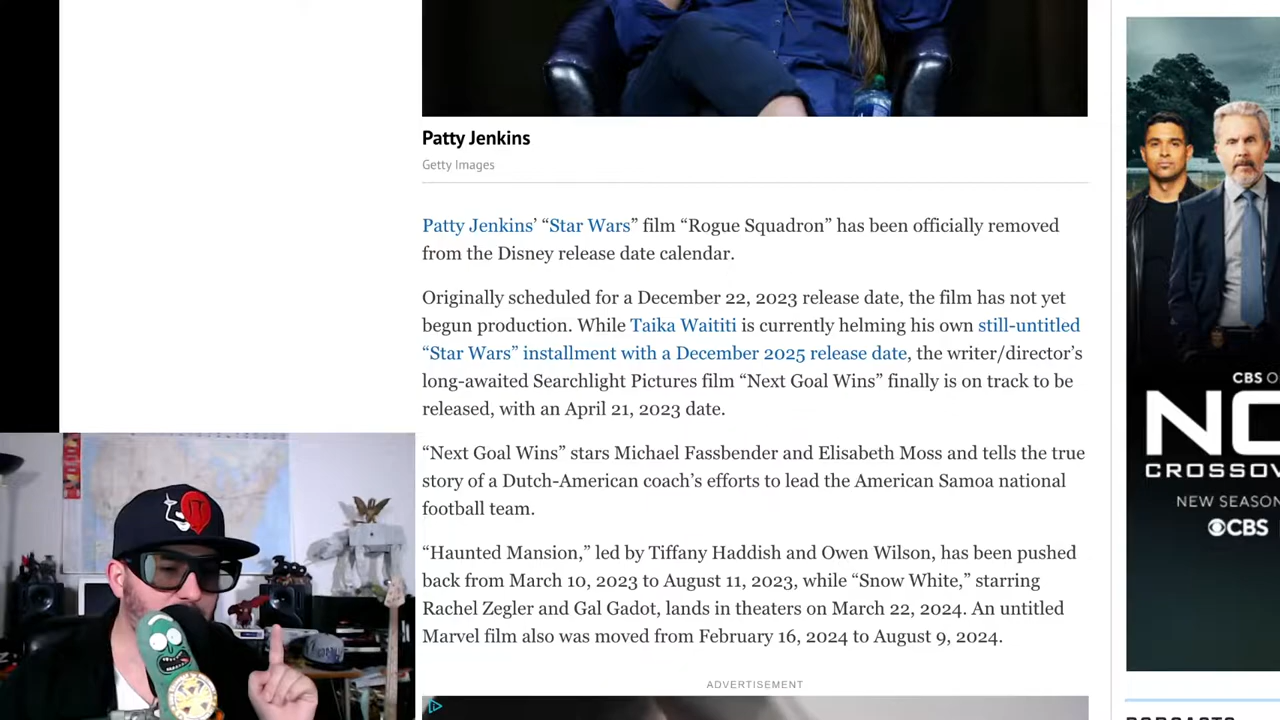 Patty Jenkins
Getty Images
Patty Jenkins’ “Star Wars” film “Rogue Squadron” has been officially removed
from the Disney release date calendar.
Originally scheduled for a December 22, 2023 release date, the film has not yet
begun production. While Taika Waititi is currently helming his own still-untitled
“Star Wars” installment with a December 2025 release date, the writer/director’s
long-awaited Searchlight Pictures film “Next Goal Wins” finally is on track to be
released, with an April 21, 2023 date.
“Next Goal Wins” stars Michael Fassbender and Elisabeth Moss and tells the true
story of a Dutch-American coach’s efforts to lead the American Samoa national
football team.
“Haunted Mansion,” led by Tiffany Haddish and Owen Wilson, has been pushed
back from March 10, 2023 to August 11, 2023, while “Snow White,” starring
Rachel Zegler and Gal Gadot, lands in theaters on March 22, 2024. An untitled
Marvel film also was moved from February 16, 2024 to August 9, 2024.
ADVERTISEMENT
CBS O
NC
CROSSOV
NEW SEASON
CBS